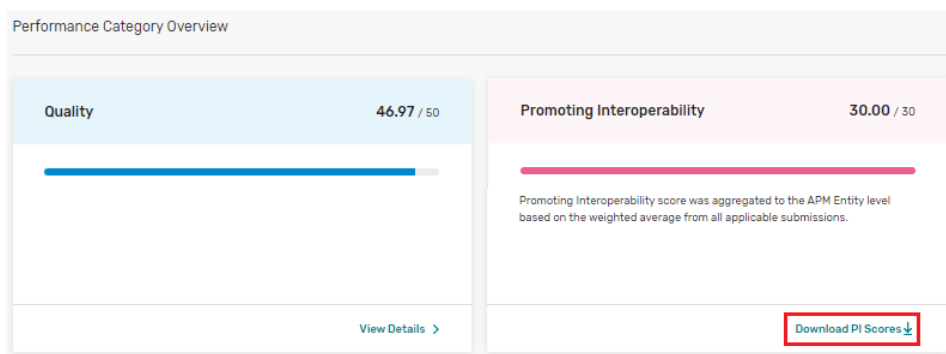 Performance Category Overview
Quality 46.97 / 50
Promoting Interoperability 30.00 / 30
Promoting Interoperability score was aggregated to the APM Entity level
based on the weighted average from all applicable submissions.
View Details >
Download PI Scores